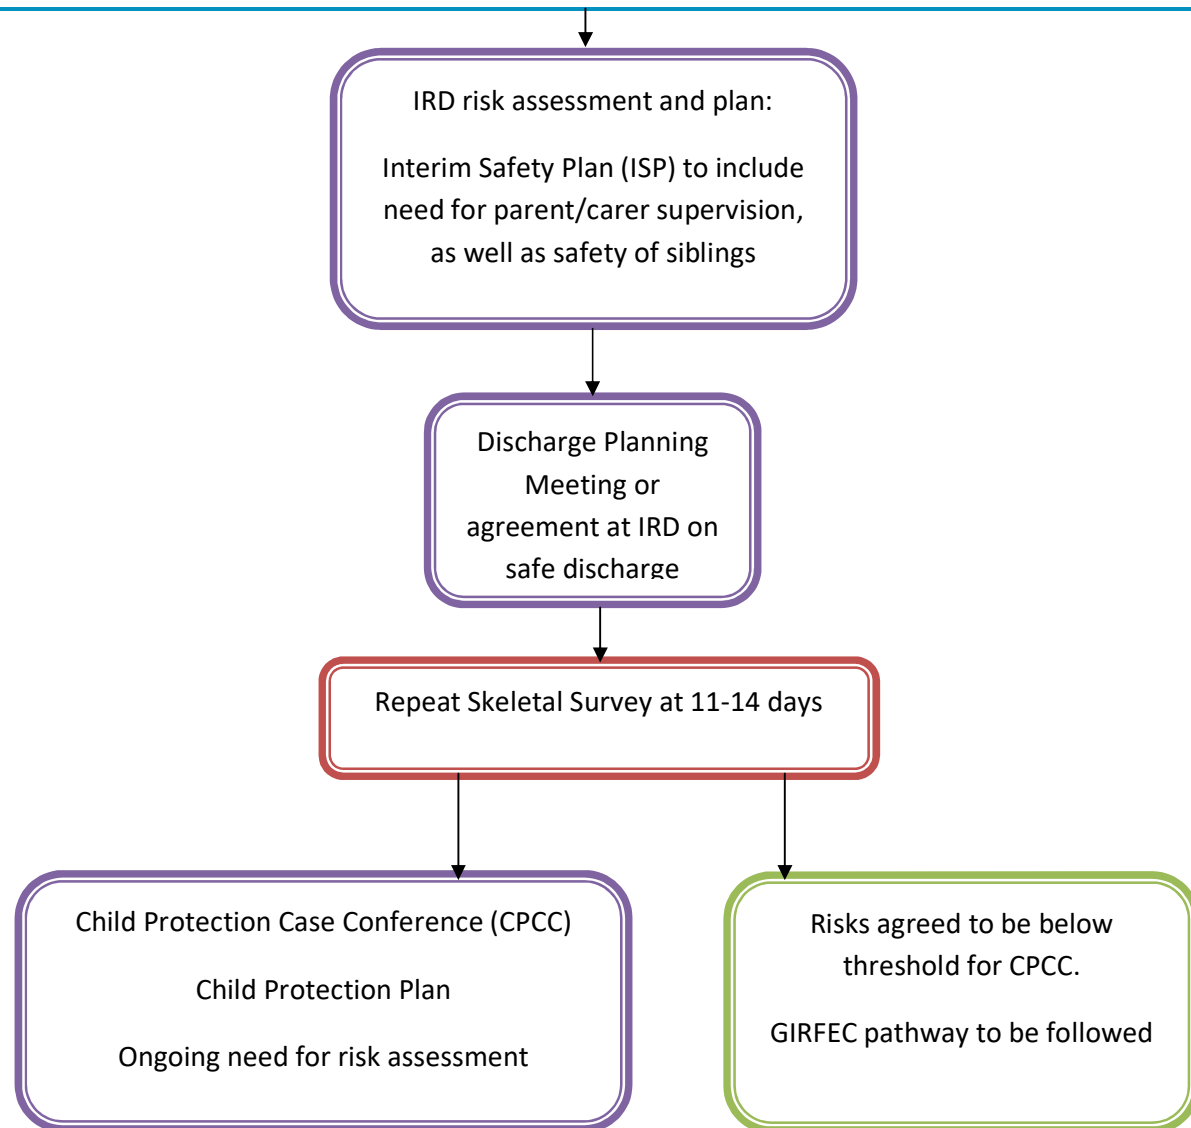 IRD risk assessment and plan:
Interim Safety Plan (ISP) to include
need for parent/carer supervision,
as well as safety of siblings
Discharge Planning
Meeting or
agreement at IRD on
safe discharge
Repeat Skeletal Survey at 11-14 days
Child Protection Case Conference (CPCC)
Child Protection Plan
Ongoing need for risk assessment
Risks agreed to be below
threshold for CPCC.
GIRFEC pathway to be followed